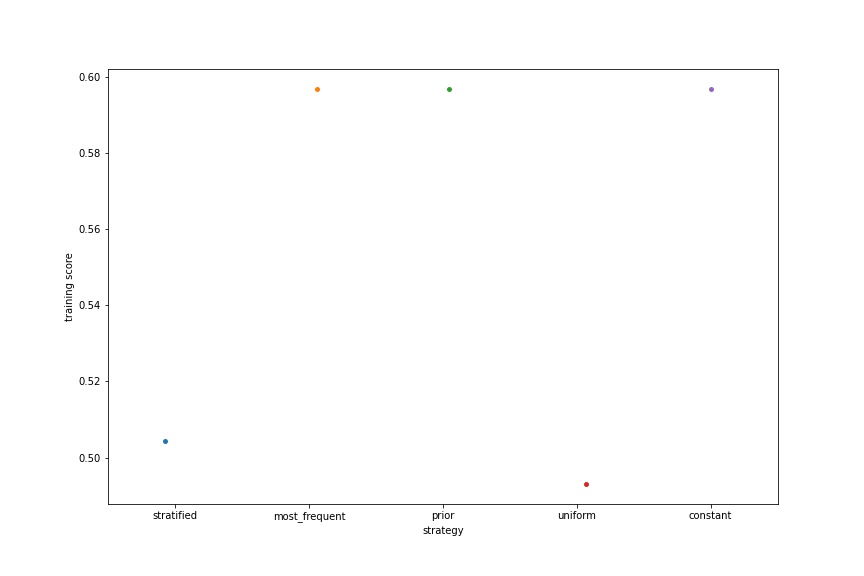 training score
0.60
0.58
0.56
0.54
0.52
0.50
stratified most_frequent prior uniform constant
strategy